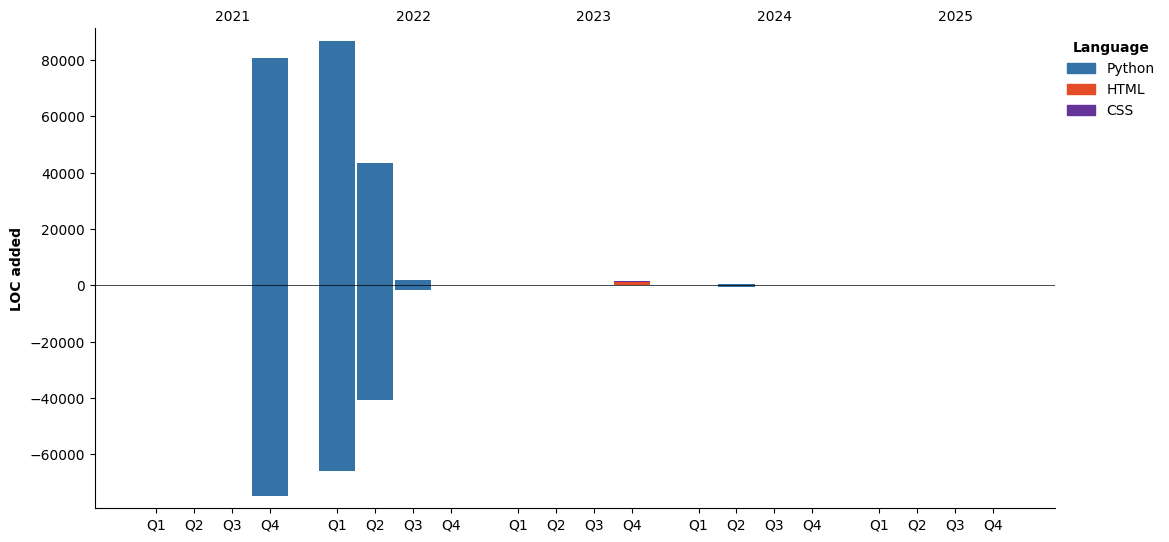 2021 2022 2023 2024 2025
Language
Python
HTML
CSS
LOC added
80000
60000
40000
20000
0
−20000
−40000
−60000
Q1 Q2 Q3 Q4 Q1 Q2 Q3 Q4 Q1 Q2 Q3 Q4 Q1 Q2 Q3 Q4 Q1 Q2 Q3 Q4